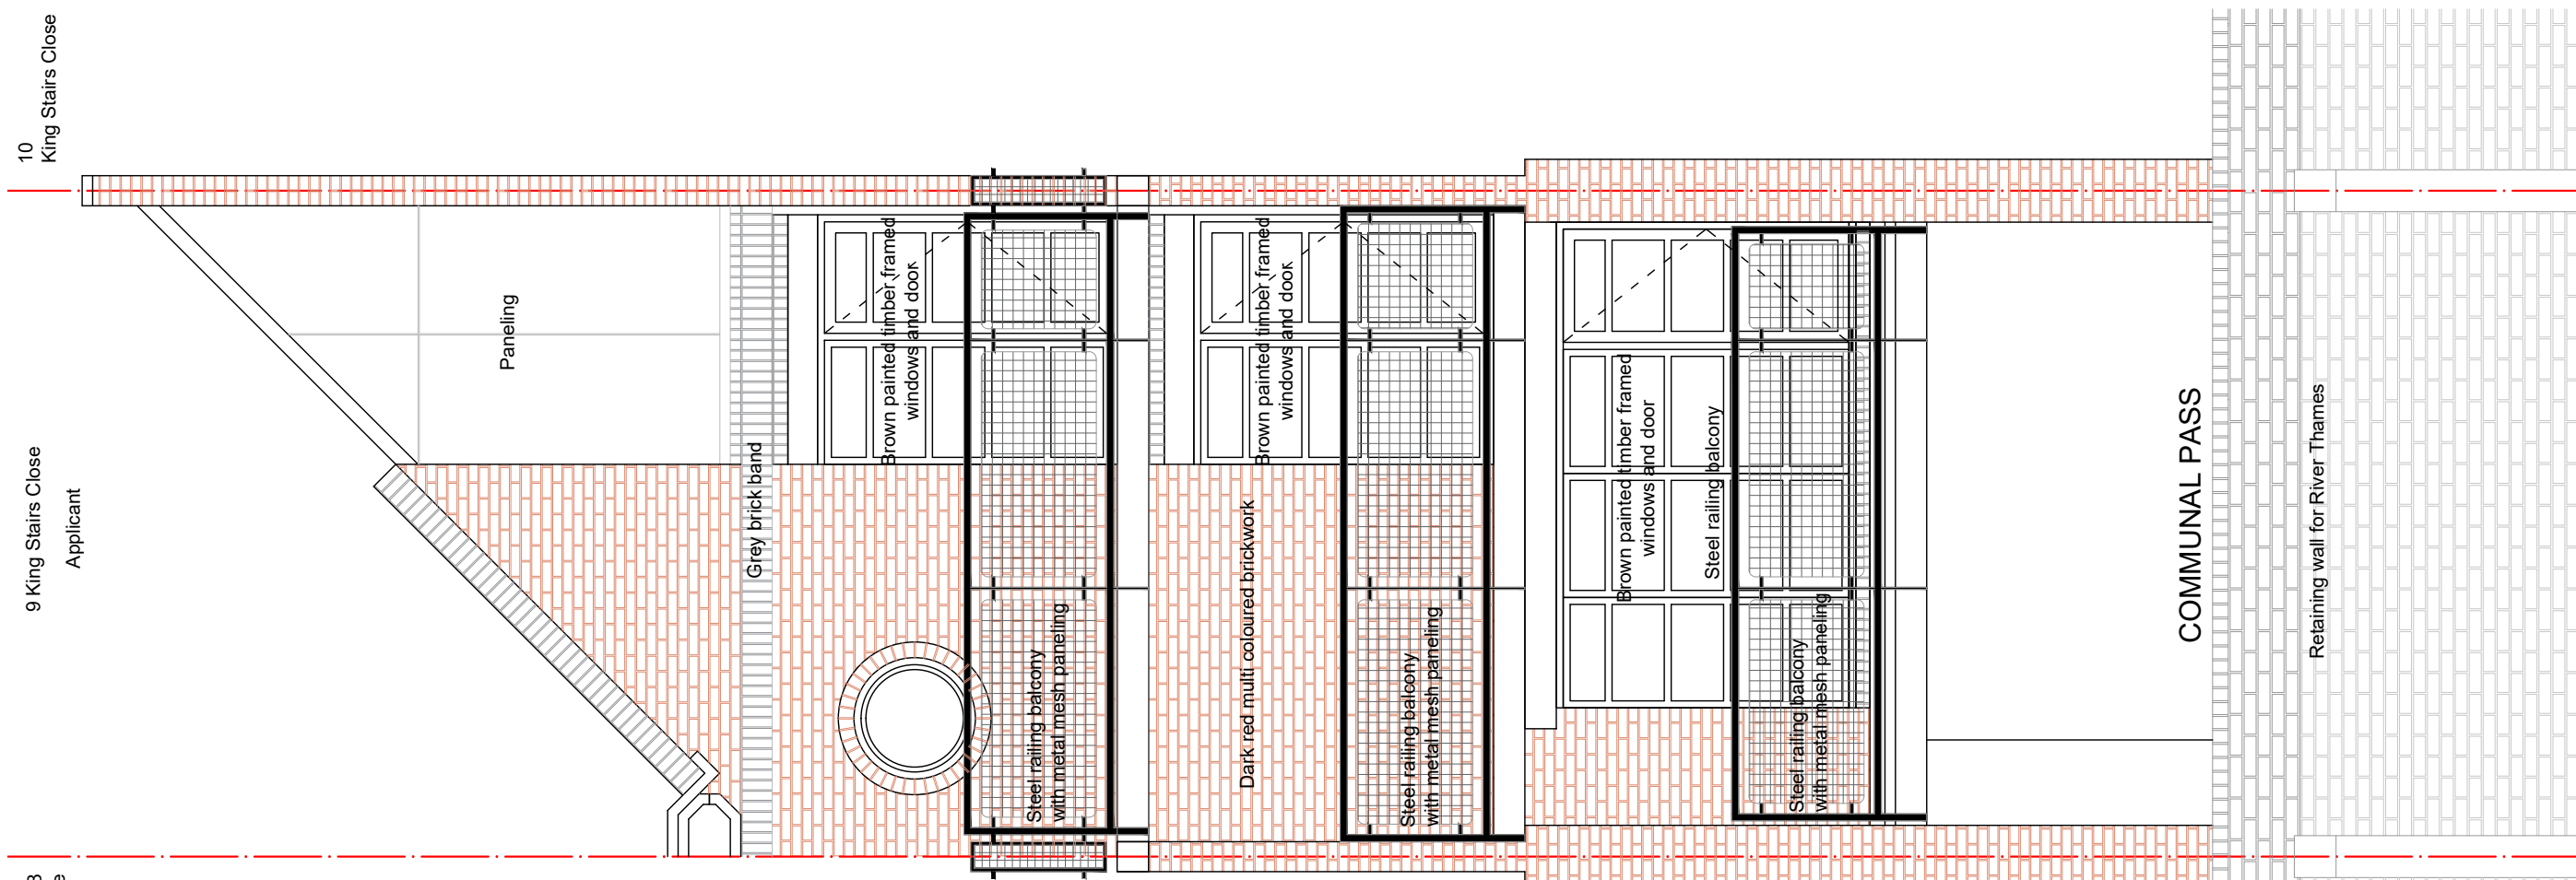 10
King Stairs Close
9 King Stairs Close
Applicant
Paneling
Grey brick band
Brown painted timber framed
windows and door
Steel railing balcony
with metal mesh paneling
Brown painted timber framed
windows and door
Dark red multi coloured brickwork
Steel railing balcony
with metal mesh paneling
Brown painted timber framed
windows and door
Steel railing balcony
Steel railing balcony
with metal mesh paneling
COMMUNAL PASS
Retaining wall for River Thames